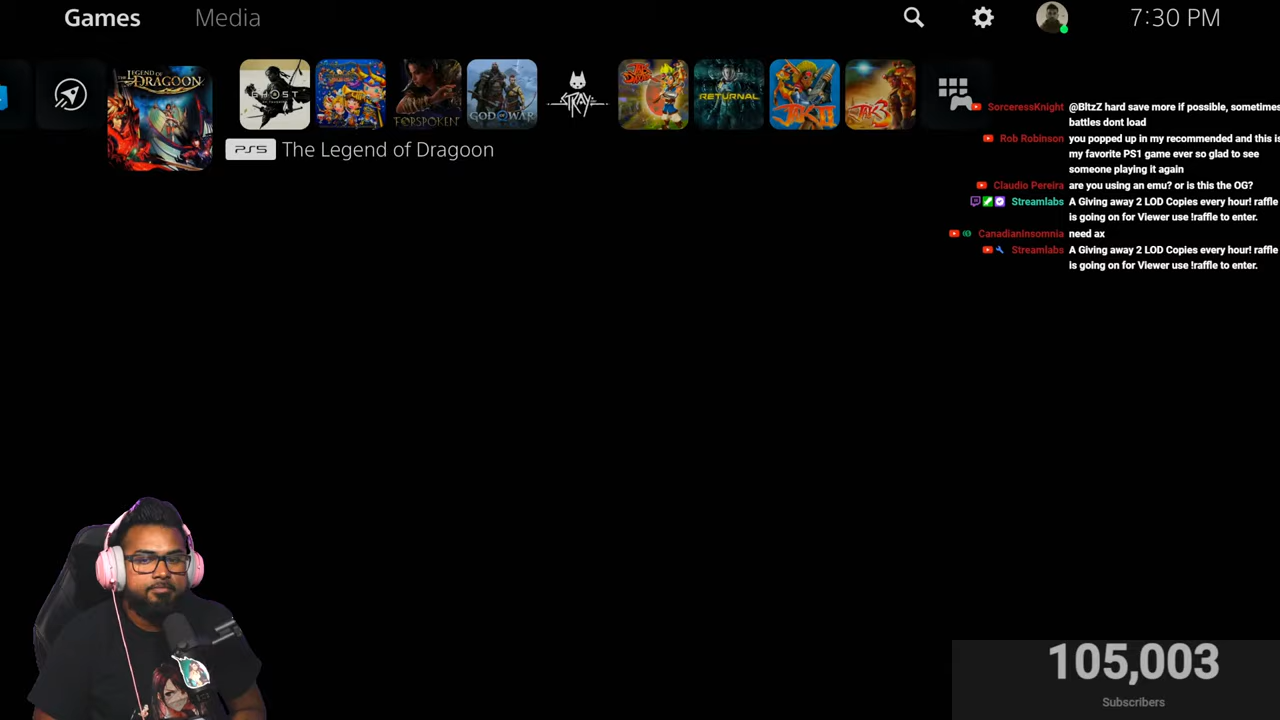 Games
Media
7:30 PM
THE LEGEND OF DRAGOON
GHOST
FORSPOKEN
GOD OF WAR
STRAY
RETURNAL
JAK II
JAK 3
PS5 The Legend of Dragoon
SorceressKnight @BltzZ hard save more if possible, sometimes
battles dont load
Rob Robinson you popped up in my recommended and this is
my favorite PS1 game ever so glad to see
someone playing it again
Claudio Pereira are you using an emu? or is this the OG?
Streamlabs A Giving away 2 LOD Copies every hour! raffle
is going on for Viewer use !raffle to enter.
CanadianInsomnia need ax
Streamlabs A Giving away 2 LOD Copies every hour! raffle
is going on for Viewer use !raffle to enter.
105,003
Subscribers